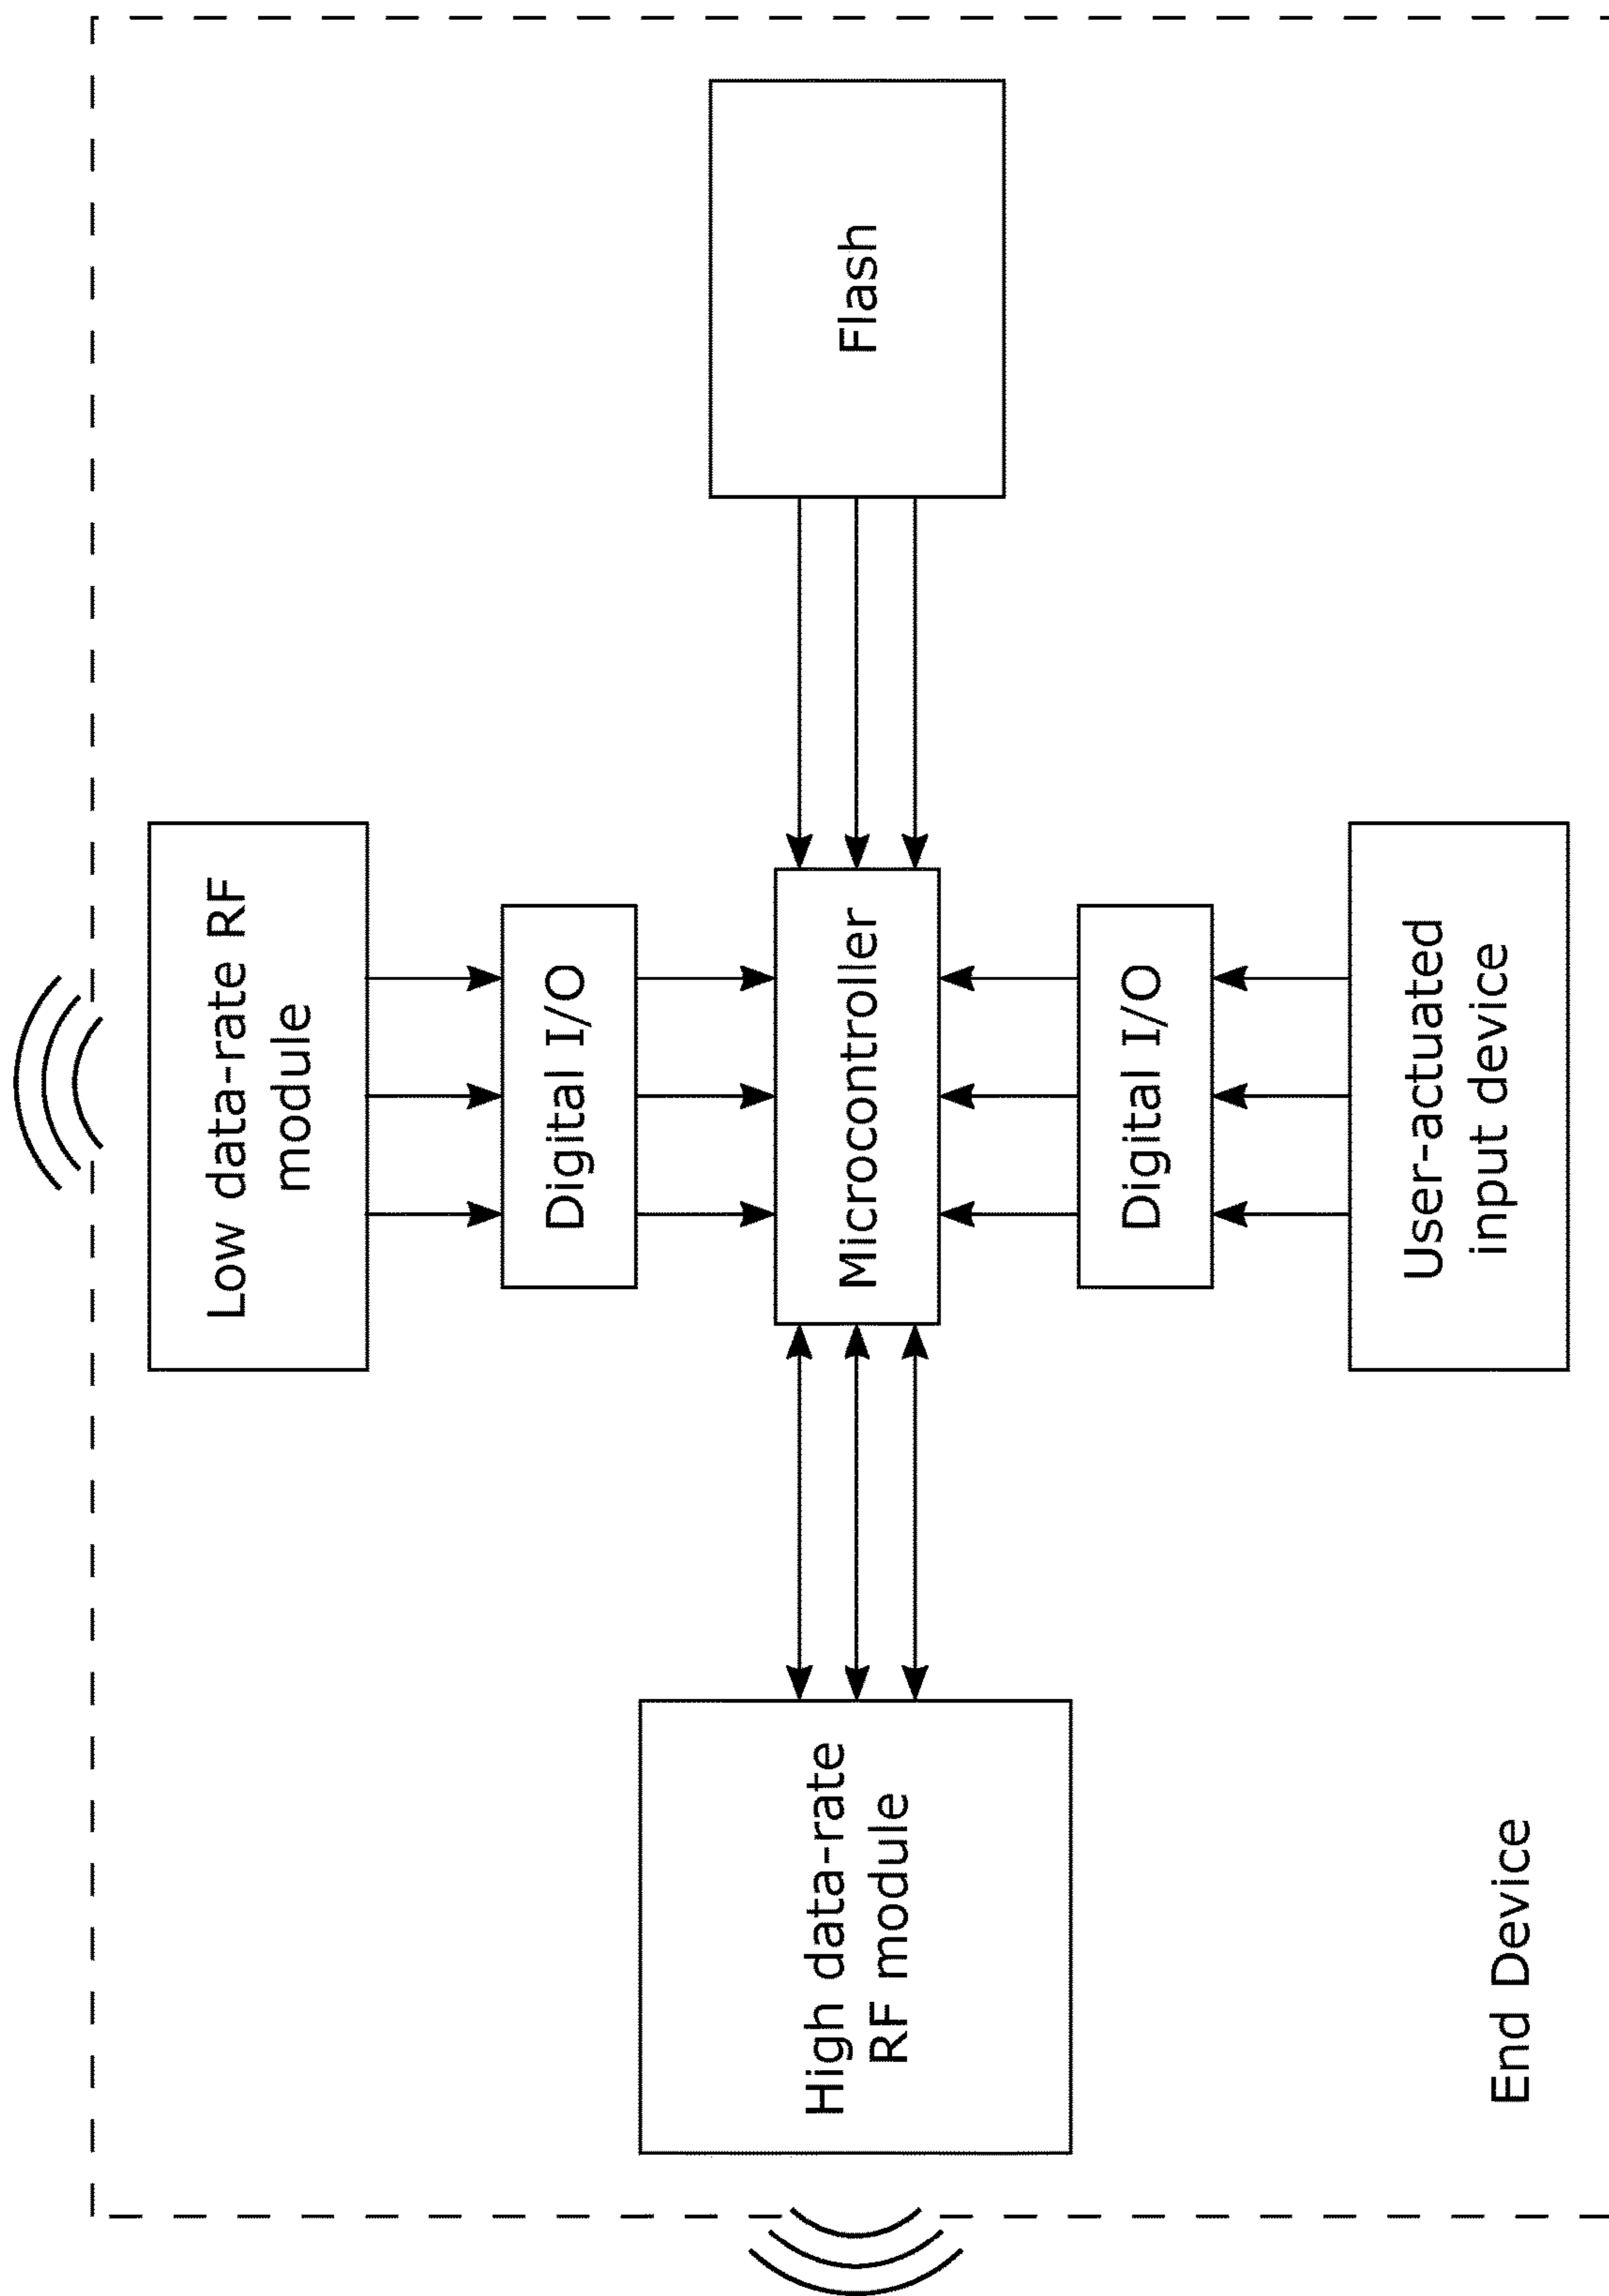 Low data-rate RF
module
Digital I/O
High data-rate
RF module
Microcontroller
Flash
Digital I/O
User-actuated
input device
End Device